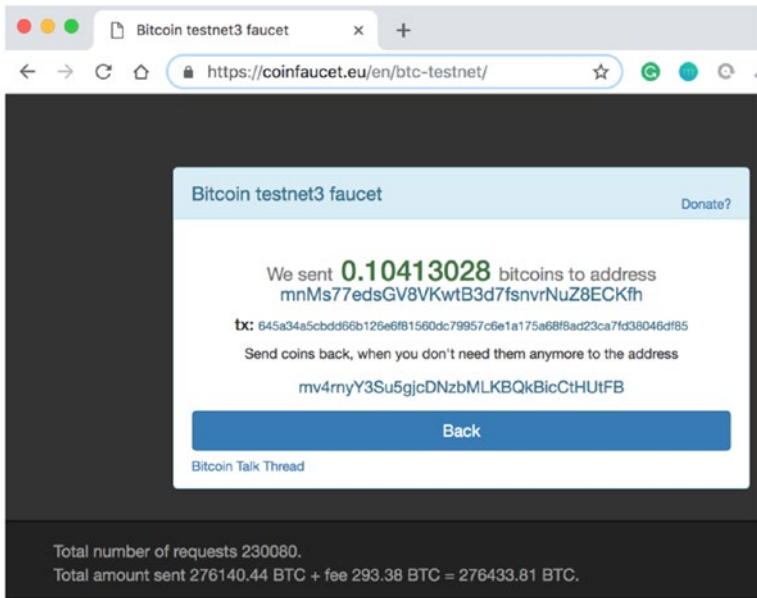 Bitcoin testnet3 faucet
https://coinfaucet.eu/en/btc-testnet/
Bitcoin testnet3 faucet
Donate?
We sent 0.10413028 bitcoins to address
mnMs77edsGV8VKwtB3d7fsnvrNuZ8ECKfh
tx: 645a34a5cbdd66b126e6f81560dc79957c6e1a175a68f8ad23ca7fd38046df85
Send coins back, when you don't need them anymore to the address
mv4rnyY3Su5gjcDNzbMLKBQkBicCtHUtFB
Back
Bitcoin Talk Thread
Total number of requests 230080.
Total amount sent 276140.44 BTC + fee 293.38 BTC = 276433.81 BTC.